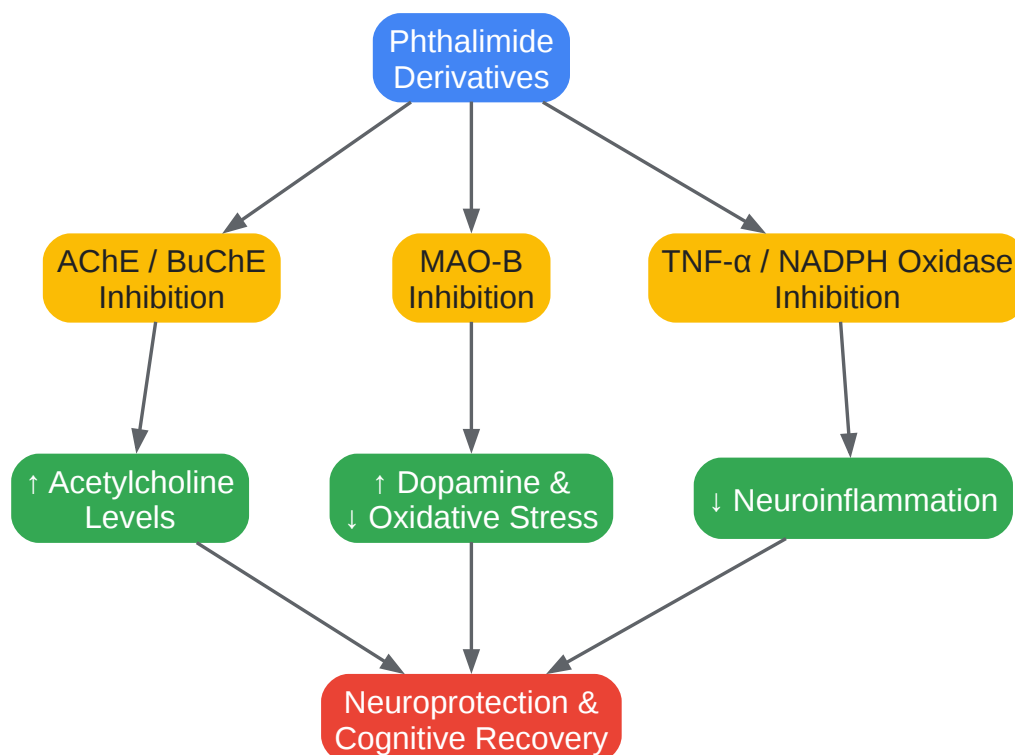 Phthalimide
Derivatives
AChE / BuChE
Inhibition
MAO-B
Inhibition
TNF-α / NADPH Oxidase
Inhibition
↑ Acetylcholine
Levels
↑ Dopamine &
↓ Oxidative Stress
↓ Neuroinflammation
Neuroprotection &
Cognitive Recovery